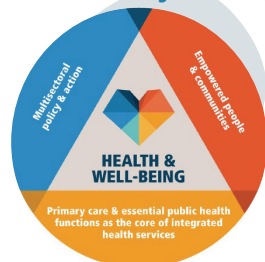 Multisectoral
policy & action
Empowered people
& communities
HEALTH &
WELL-BEING
Primary care & essential public health
functions as the core of integrated
health services